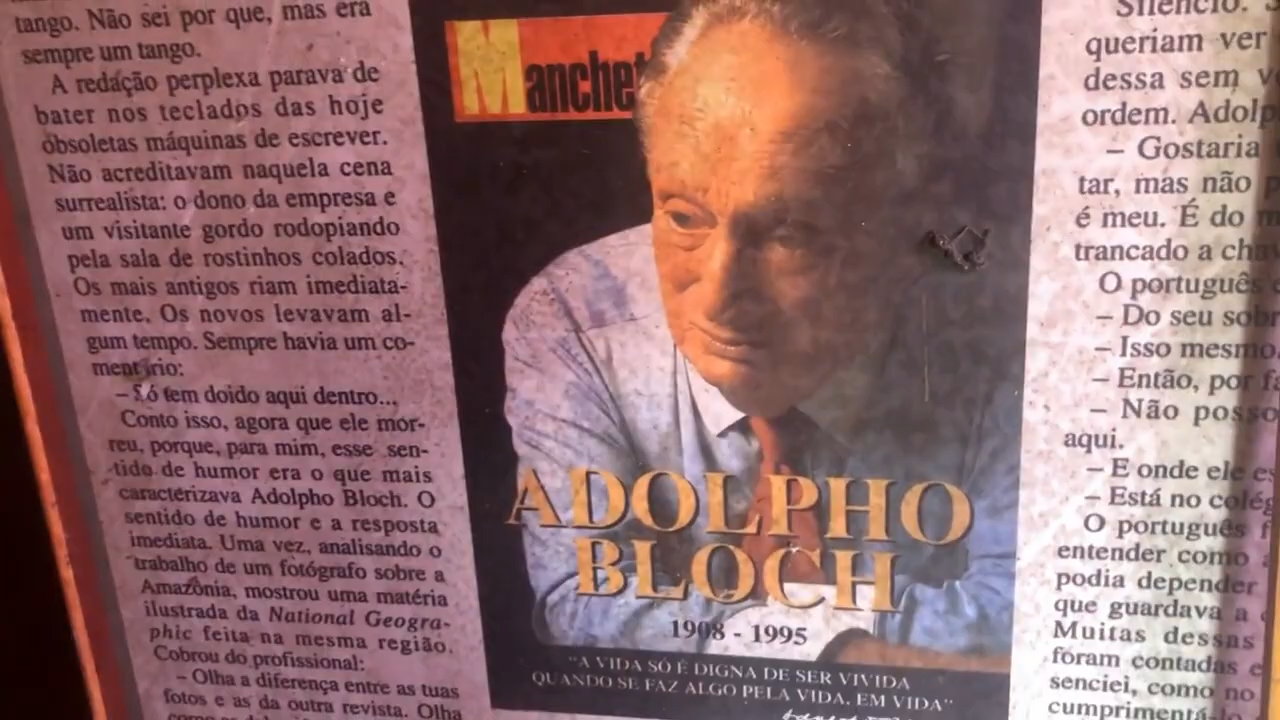 tango. Não sei por que, mas era
sempre um tango.
A redação perplexa parava de
bater nos teclados das hoje
obsoletas máquinas de escrever.
Não acreditavam naquela cena
surrealista: o dono da empresa e
um visitante gordo rodopiando
pela sala de rostinhos colados.
Os mais antigos riam imediata-
mente. Os novos levavam al-
gum tempo. Sempre havia um co-
mentário:
– Só tem doido aqui dentro...
Conto isso, agora que ele mor-
reu, porque, para mim, esse sen-
tido de humor era o que mais
caracterizava Adolpho Bloch. O
sentido de humor e a resposta
imediata. Uma vez, analisando o
trabalho de um fotógrafo sobre a
Amazônia, mostrou uma matéria
ilustrada da National Geogra-
phic feita na mesma região.
Cobrou do profissional:
– Olha a diferença entre as tuas
fotos e as da outra revista. Olha
Manchet
ADOLPHO
BLOCH
1908 - 1995
"A VIDA SÓ É DIGNA DE SER VIVIDA
QUANDO SE FAZ ALGO PELA VIDA, EM VIDA"
Silêncio.
queriam ver
dessa sem
ordem. Adolp
– Gostaria
tar, mas não
é meu. É do
trancado a cha
O português
– Do seu sobr
– Isso mesmo
– Então, por fa
– Não posso
aqui.
– E onde ele es
– Está no colég
O português
entender como
podia depender
que guardava a
Muitas dessas
foram contadas e
senciei, como no